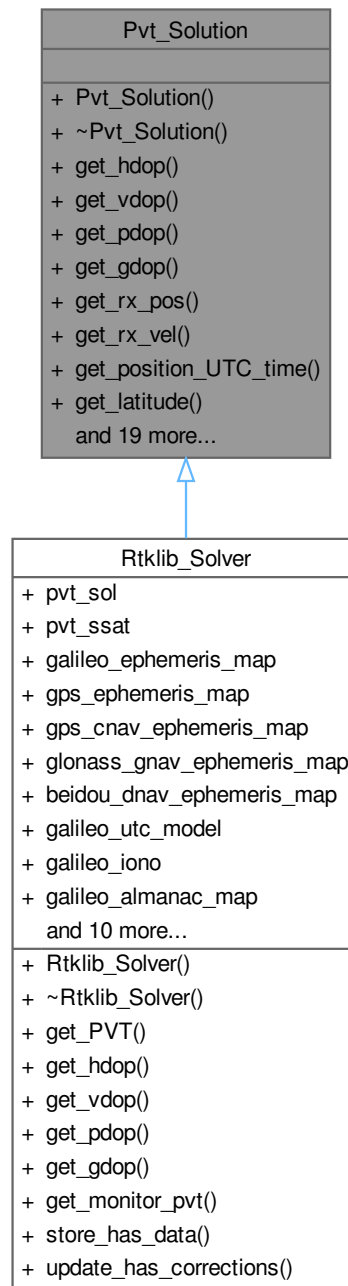 Pvt_Solution
+ Pvt_Solution()
+ ~Pvt_Solution()
+ get_hdop()
+ get_vdop()
+ get_pdop()
+ get_gdop()
+ get_rx_pos()
+ get_rx_vel()
+ get_position_UTC_time()
+ get_latitude()
and 19 more...
Rtklib_Solver
+ pvt_sol
+ pvt_ssat
+ galileo_ephemeris_map
+ gps_ephemeris_map
+ gps_cnav_ephemeris_map
+ glonass_gnav_ephemeris_map
+ beidou_dnav_ephemeris_map
+ galileo_utc_model
+ galileo_iono
+ galileo_almanac_map
and 10 more...
+ Rtklib_Solver()
+ ~Rtklib_Solver()
+ get_PVT()
+ get_hdop()
+ get_vdop()
+ get_pdop()
+ get_gdop()
+ get_monitor_pvt()
+ store_has_data()
+ update_has_corrections()